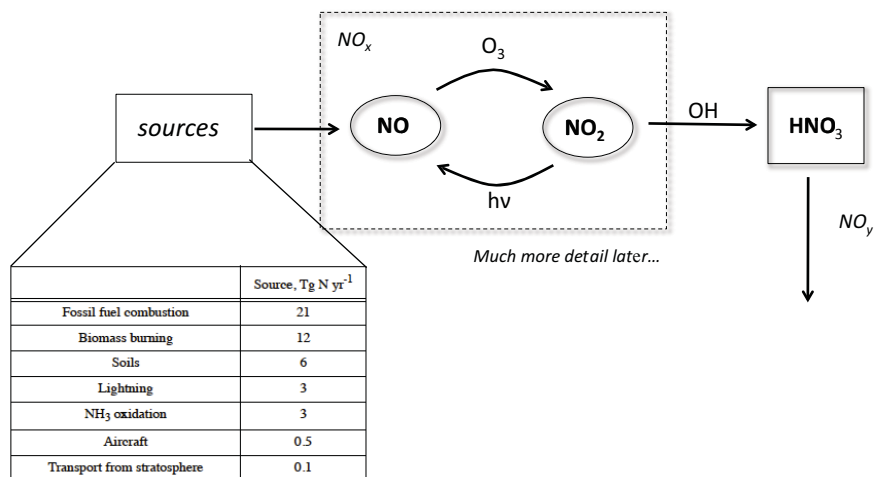 NOₓ
O₃
sources
NO
NO₂
OH
HNO₃
hν
NO_y
Much more detail later...
Source, Tg N yr⁻¹
Fossil fuel combustion 21
Biomass burning 12
Soils 6
Lightning 3
NH₃ oxidation 3
Aircraft 0.5
Transport from stratosphere 0.1